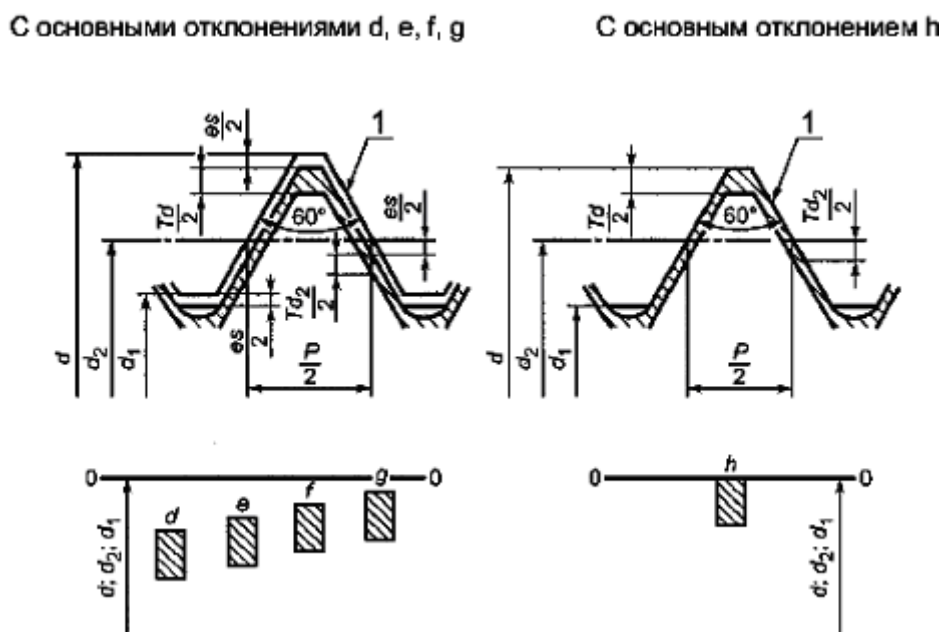 С основными отклонениями d, e, f, g
С основным отклонением h
es/2
1
Td/2
60°
es/2
Td₂/2
es/2
P/2
d
d₂
d₁
1
Td/2
60°
Td₂/2
P/2
d
d₂
d₁
0 d e f g 0
d; d₂; d₁
0 h 0
d; d₂; d₁